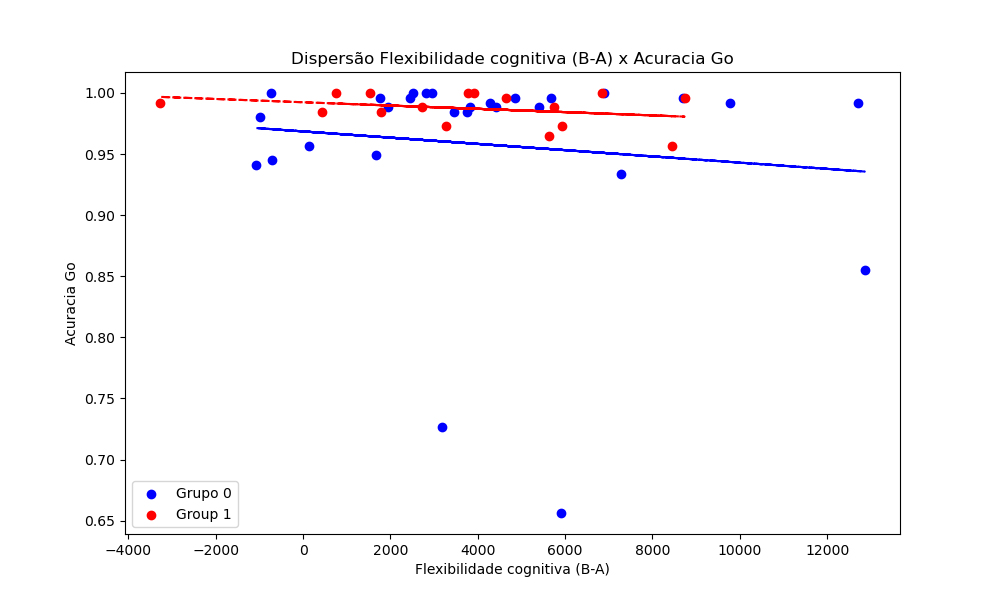 Dispersão Flexibilidade cognitiva (B-A) x Acuracia Go
1.00
0.95
0.90
0.85
0.80
0.75
0.70
0.65
Acuracia Go
Grupo 0
Group 1
−4000 −2000 0 2000 4000 6000 8000 10000 12000
Flexibilidade cognitiva (B-A)